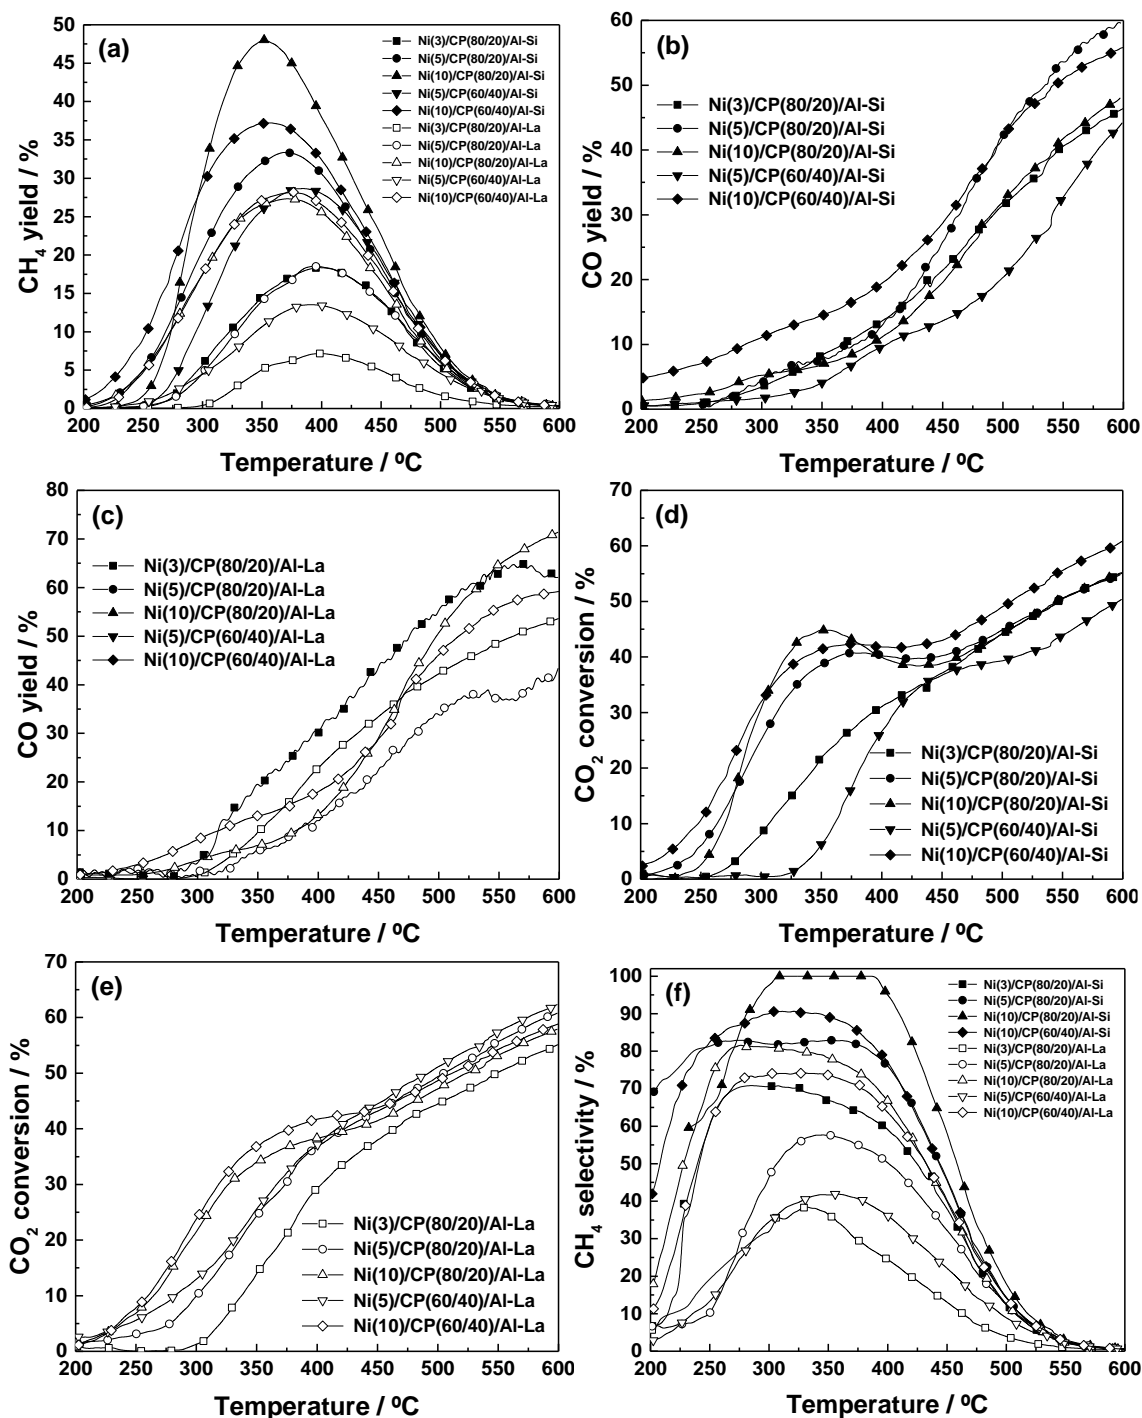 (a)
Ni(3)/CP(80/20)/Al-Si
Ni(5)/CP(80/20)/Al-Si
Ni(10)/CP(80/20)/Al-Si
Ni(5)/CP(60/40)/Al-Si
Ni(10)/CP(60/40)/Al-Si
Ni(3)/CP(80/20)/Al-La
Ni(5)/CP(80/20)/Al-La
Ni(10)/CP(80/20)/Al-La
Ni(5)/CP(60/40)/Al-La
Ni(10)/CP(60/40)/Al-La
CH4 yield / %
50
45
40
35
30
25
20
15
10
5
0
200 250 300 350 400 450 500 550 600
Temperature / ºC
(b)
Ni(3)/CP(80/20)/Al-Si
Ni(5)/CP(80/20)/Al-Si
Ni(10)/CP(80/20)/Al-Si
Ni(5)/CP(60/40)/Al-Si
Ni(10)/CP(60/40)/Al-Si
CO yield / %
60
50
40
30
20
10
0
200 250 300 350 400 450 500 550 600
Temperature / ºC
(c)
Ni(3)/CP(80/20)/Al-La
Ni(5)/CP(80/20)/Al-La
Ni(10)/CP(80/20)/Al-La
Ni(5)/CP(60/40)/Al-La
Ni(10)/CP(60/40)/Al-La
CO yield / %
80
70
60
50
40
30
20
10
0
200 250 300 350 400 450 500 550 600
Temperature / ºC
(d)
Ni(3)/CP(80/20)/Al-Si
Ni(5)/CP(80/20)/Al-Si
Ni(10)/CP(80/20)/Al-Si
Ni(5)/CP(60/40)/Al-Si
Ni(10)/CP(60/40)/Al-Si
CO2 conversion / %
70
60
50
40
30
20
10
0
200 250 300 350 400 450 500 550 600
Temperature / ºC
(e)
Ni(3)/CP(80/20)/Al-La
Ni(5)/CP(80/20)/Al-La
Ni(10)/CP(80/20)/Al-La
Ni(5)/CP(60/40)/Al-La
Ni(10)/CP(60/40)/Al-La
CO2 conversion / %
70
60
50
40
30
20
10
0
200 250 300 350 400 450 500 550 600
Temperature / ºC
(f)
Ni(3)/CP(80/20)/Al-Si
Ni(5)/CP(80/20)/Al-Si
Ni(10)/CP(80/20)/Al-Si
Ni(10)/CP(60/40)/Al-Si
Ni(3)/CP(80/20)/Al-La
Ni(5)/CP(80/20)/Al-La
Ni(10)/CP(80/20)/Al-La
Ni(5)/CP(60/40)/Al-La
Ni(10)/CP(60/40)/Al-La
CH4 selectivity / %
100
90
80
70
60
50
40
30
20
10
0
200 250 300 350 400 450 500 550 600
Temperature / ºC